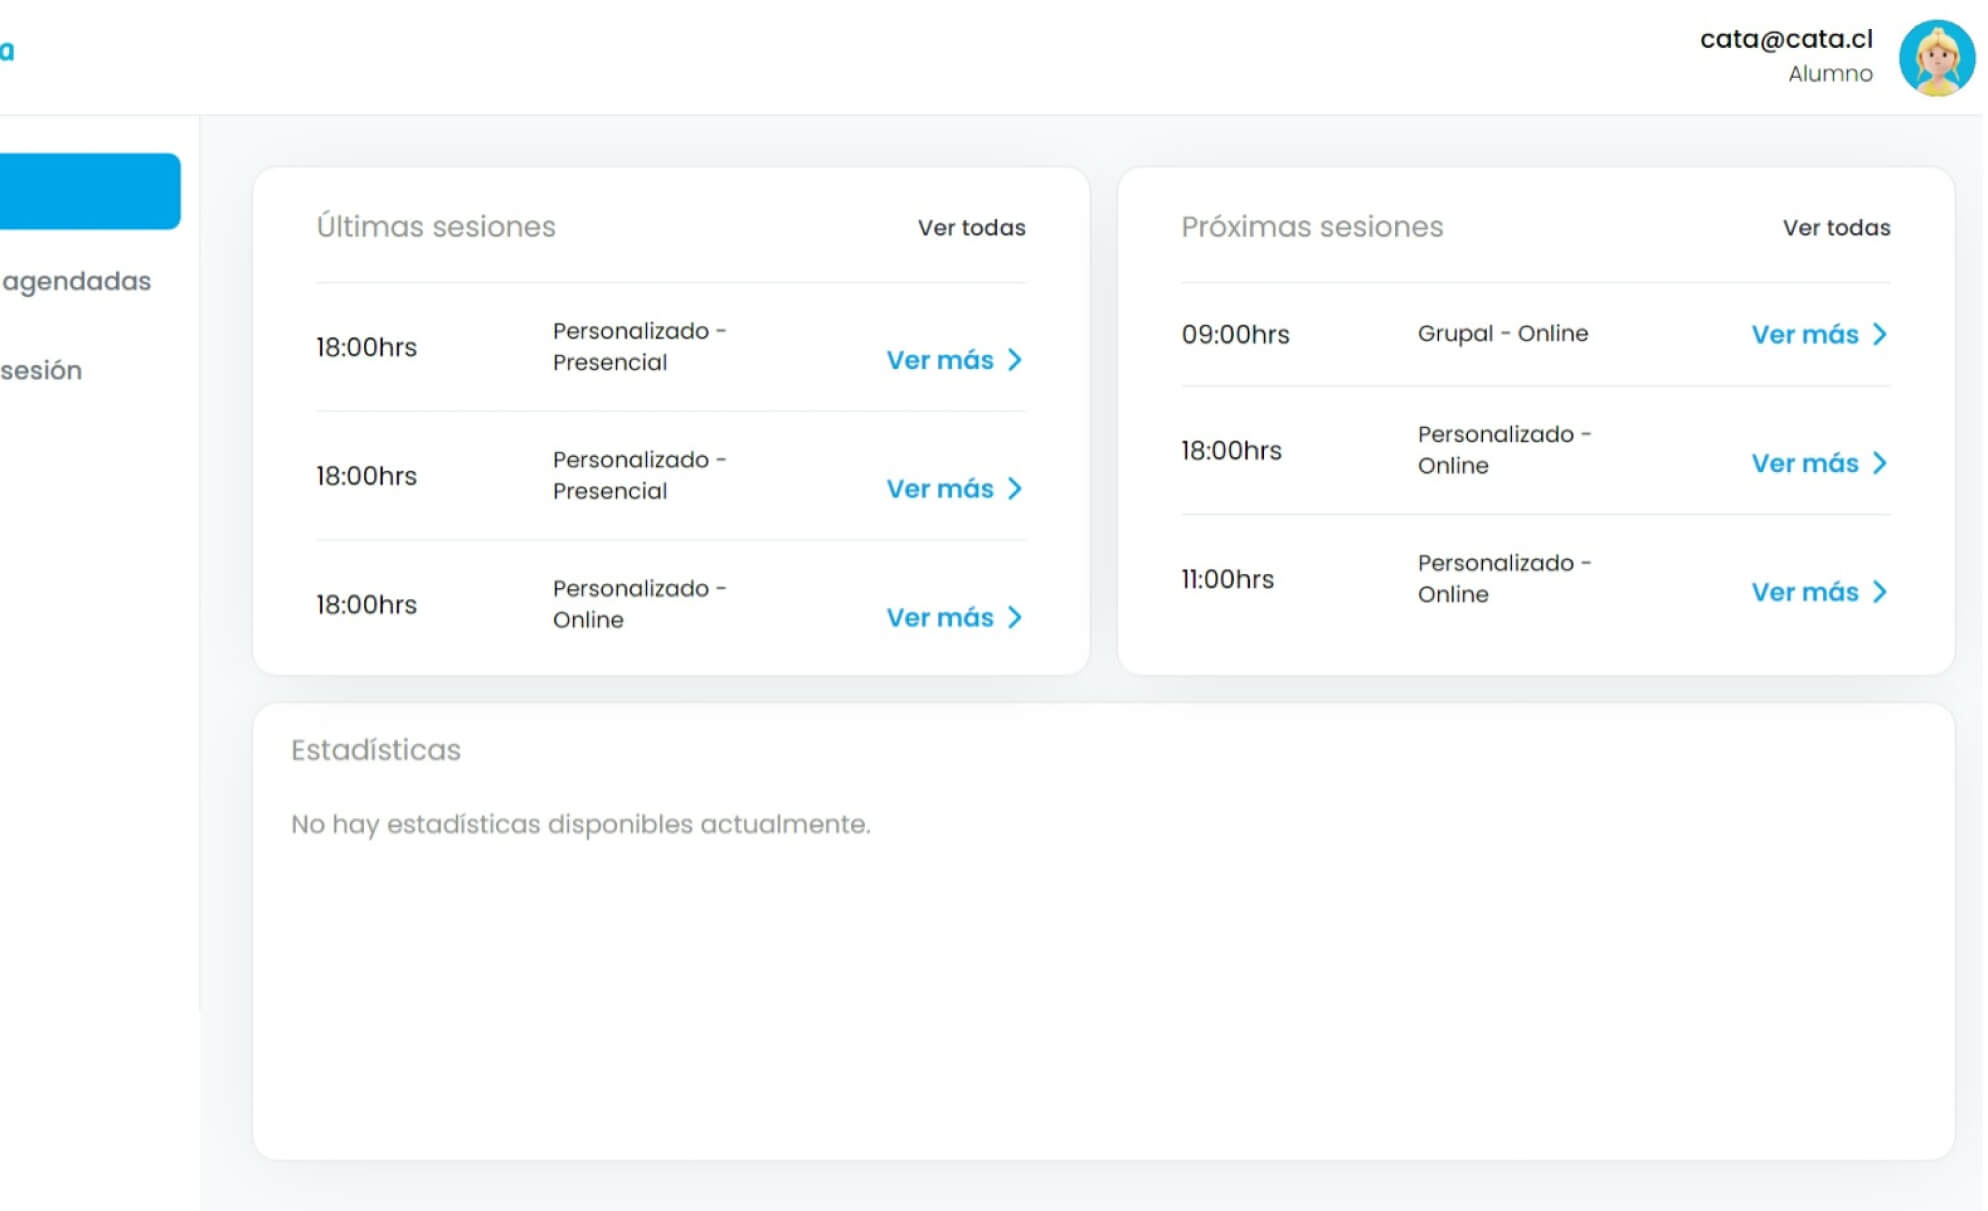 a
cata@cata.cl
Alumno
agendadas
sesión
Últimas sesiones
Ver todas
18:00hrs
Personalizado -
Presencial
Ver más
18:00hrs
Personalizado -
Presencial
Ver más
18:00hrs
Personalizado -
Online
Ver más
Próximas sesiones
Ver todas
09:00hrs
Grupal - Online
Ver más
18:00hrs
Personalizado -
Online
Ver más
11:00hrs
Personalizado -
Online
Ver más
Estadísticas
No hay estadísticas disponibles actualmente.